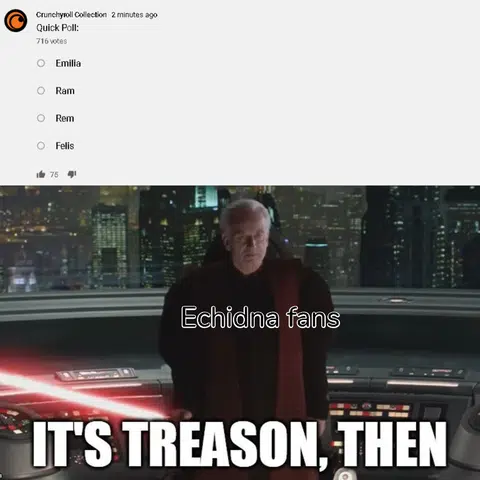 Crunchyroll Collection 2 minutes ago
Quick Poll:
716 votes
Emilia
Ram
Rem
Felis
75
Echidna fans
IT'S TREASON, THEN